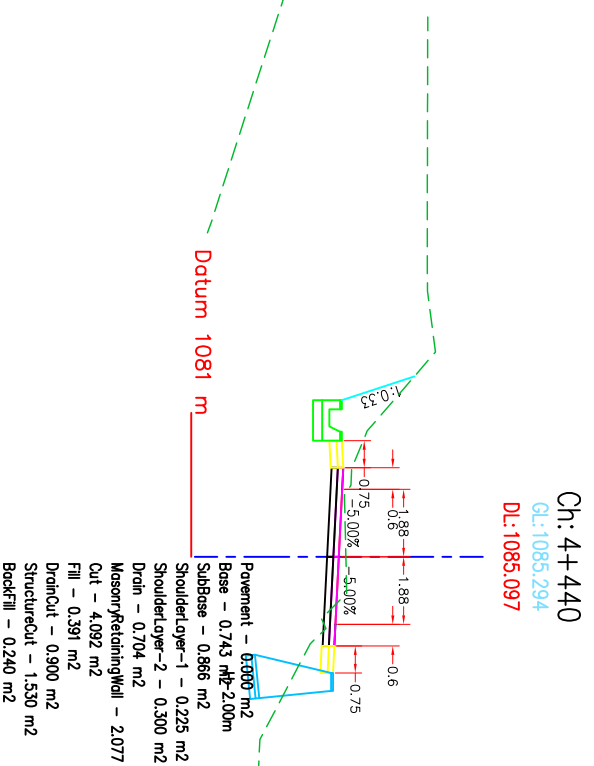 Ch: 4+440
GL:1085.294
DL:1085.097
1:0.33
0.75
0.6
1.88
1.88
0.6
0.75
-5.00%
-5.00%
Datum 1081 m
H=2.00m
Pavement - 0.000 m2
Base - 0.743 m2
SubBase - 0.866 m2
ShoulderLayer-1 - 0.225 m2
ShoulderLayer-2 - 0.300 m2
Drain - 0.704 m2
MasonryRetainingWall - 2.077
Cut - 4.092 m2
Fill - 0.391 m2
DrainCut - 0.900 m2
StructureCut - 1.530 m2
BackFill - 0.240 m2